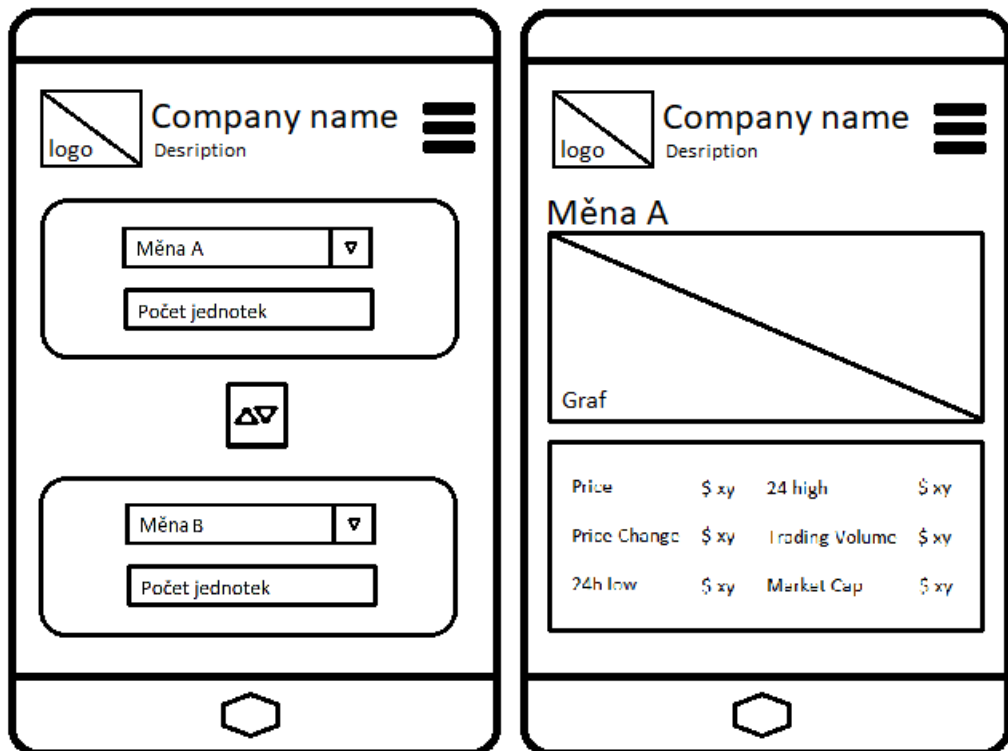 Company name
logo
Desription
Měna A
Počet jednotek
Měna B
Počet jednotek
Company name
logo
Desription
Měna A
Graf
Price $ xy 24 high $ xy
Price Change $ xy Trading Volume $ xy
24h low $ xy Market Cap $ xy